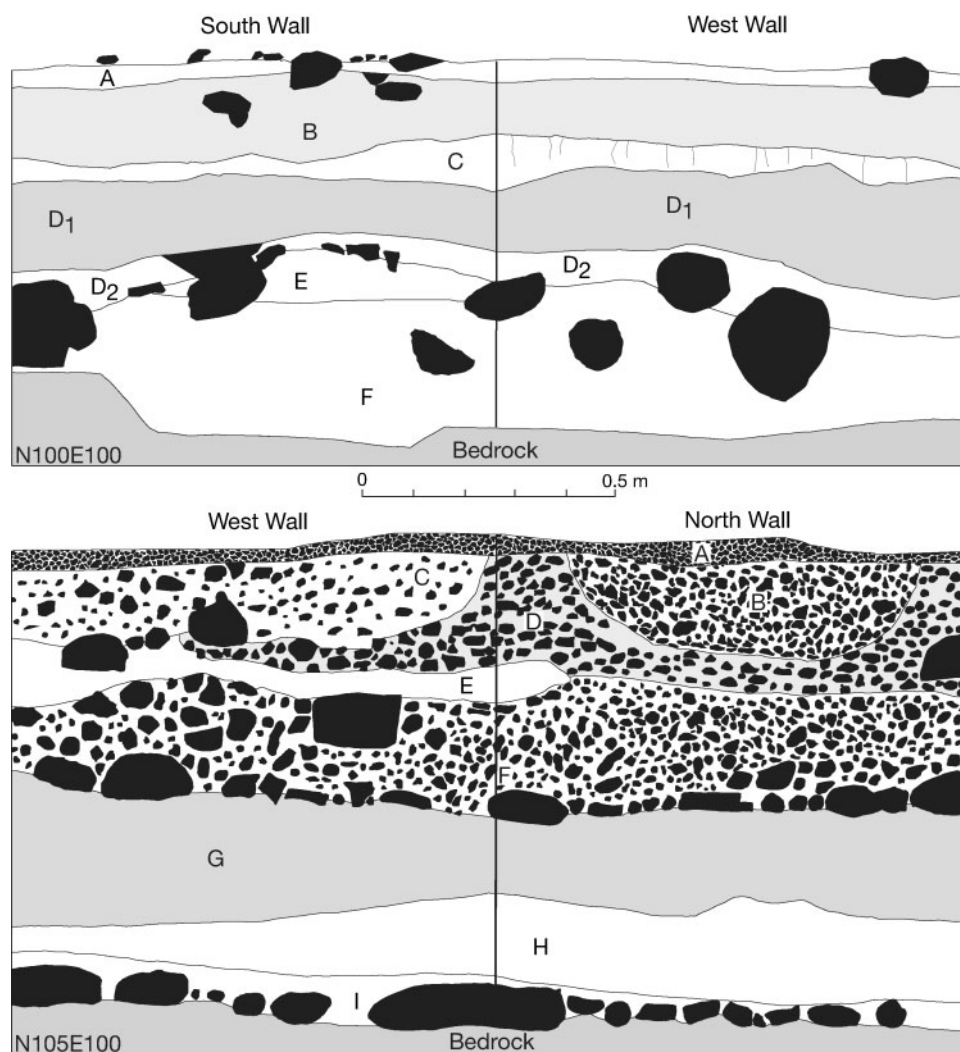 South Wall West Wall
A
B
C
D1 D1
D2
D2 E
F
N100E100 Bedrock
0 0.5 m
West Wall North Wall
A
C B
D
E
F
G
H
I
N105E100 Bedrock